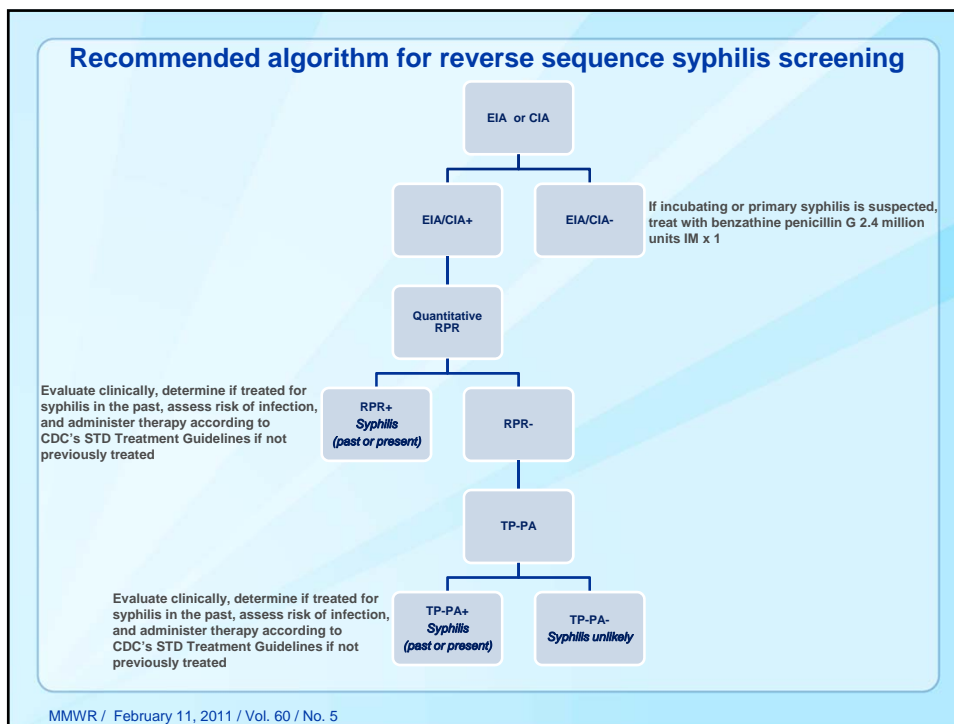 Recommended algorithm for reverse sequence syphilis screening
EIA or CIA
EIA/CIA+
EIA/CIA-
If incubating or primary syphilis is suspected,
treat with benzathine penicillin G 2.4 million
units IM x 1
Quantitative
RPR
Evaluate clinically, determine if treated for
syphilis in the past, assess risk of infection,
and administer therapy according to
CDC's STD Treatment Guidelines if not
previously treated
RPR+
Syphilis
(past or present)
RPR-
TP-PA
Evaluate clinically, determine if treated for
syphilis in the past, assess risk of infection,
and administer therapy according to
CDC's STD Treatment Guidelines if not
previously treated
TP-PA+
Syphilis
(past or present)
TP-PA-
Syphilis unlikely
MMWR / February 11, 2011 / Vol. 60 / No. 5